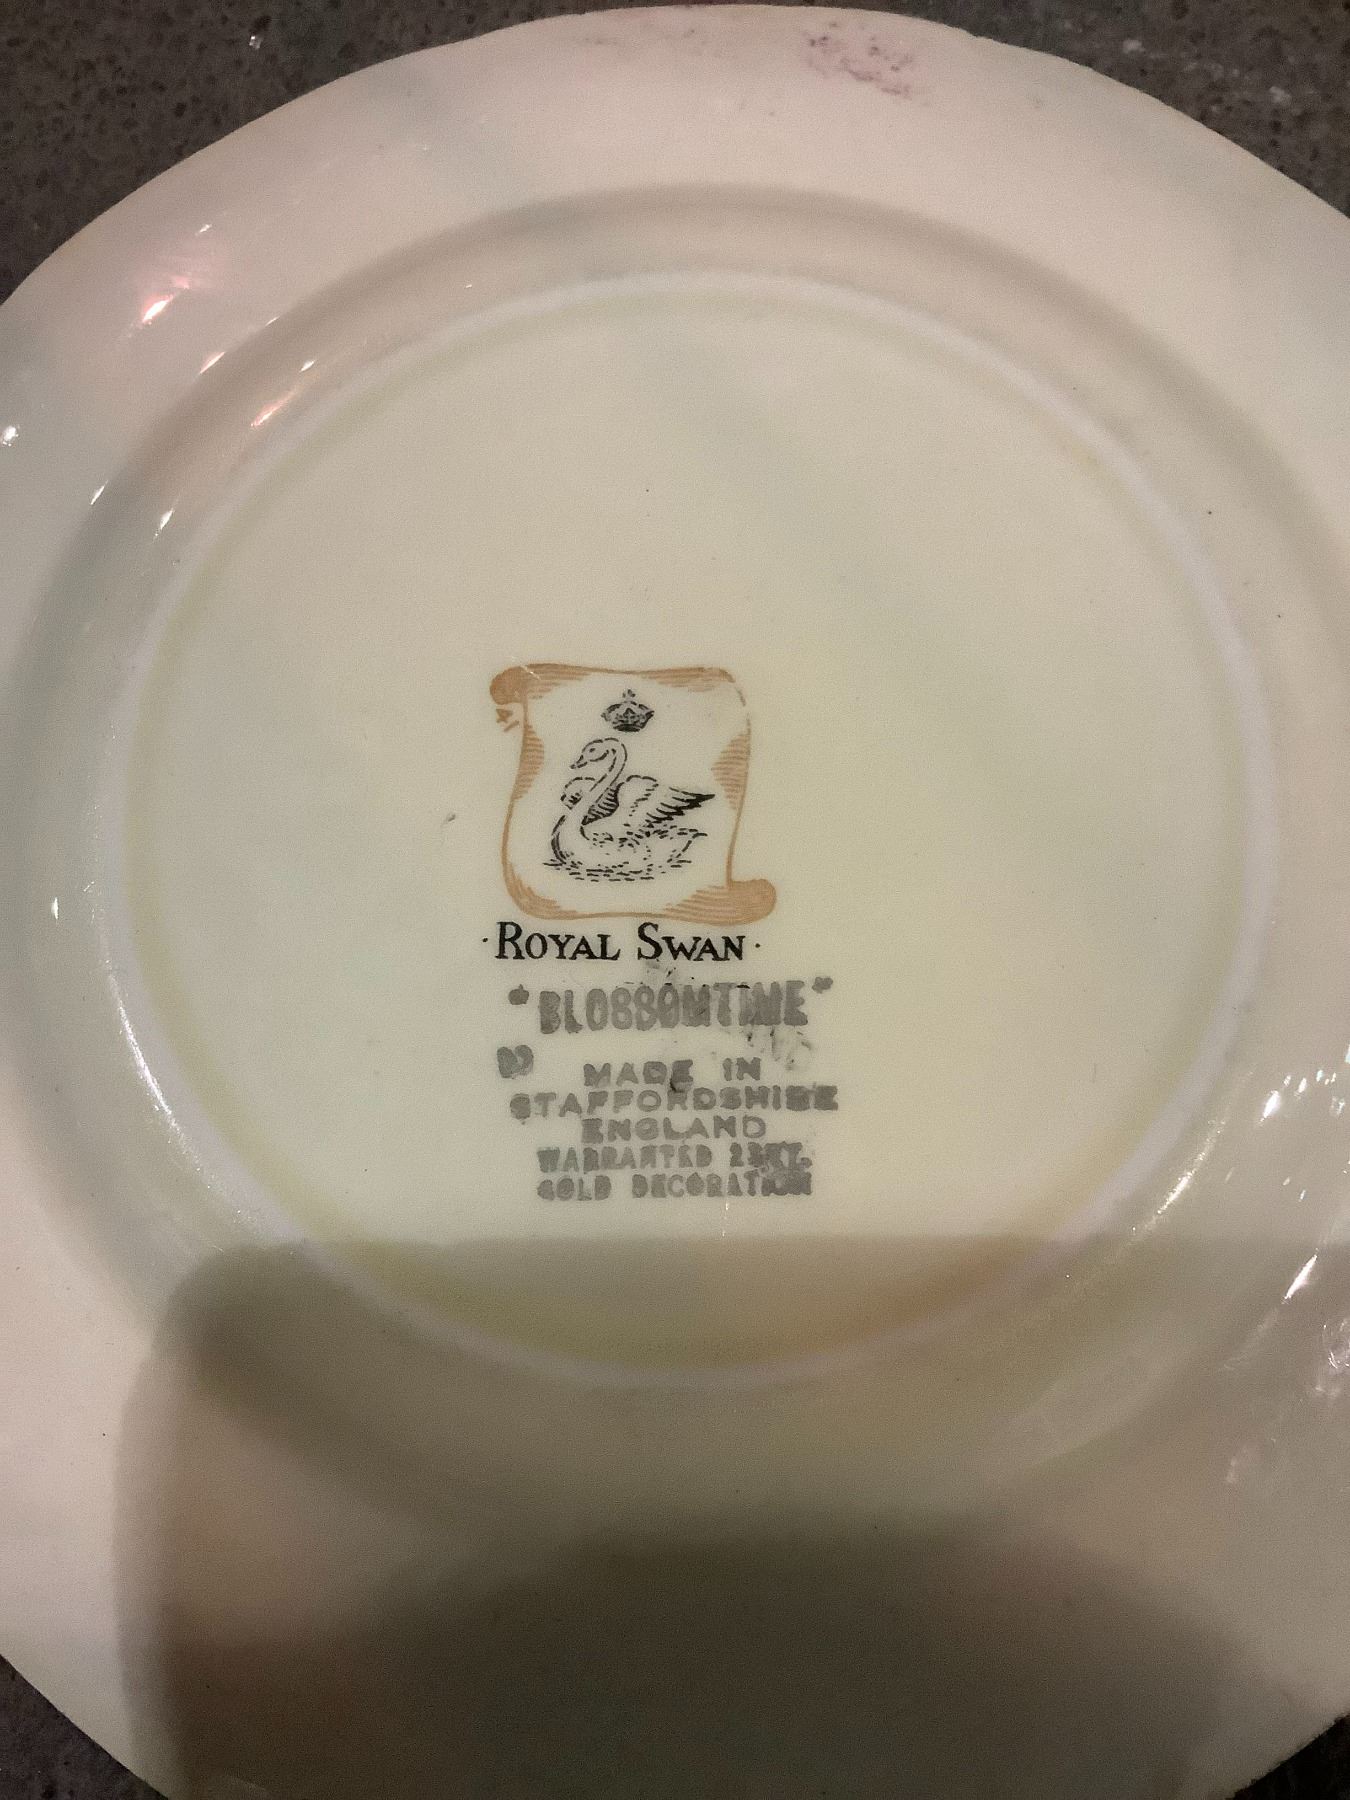 ·ROYAL SWAN·
"BLOSSOMTIME"
MADE IN
STAFFORDSHIRE
ENGLAND
WARRANTED 22KT.
GOLD DECORATION